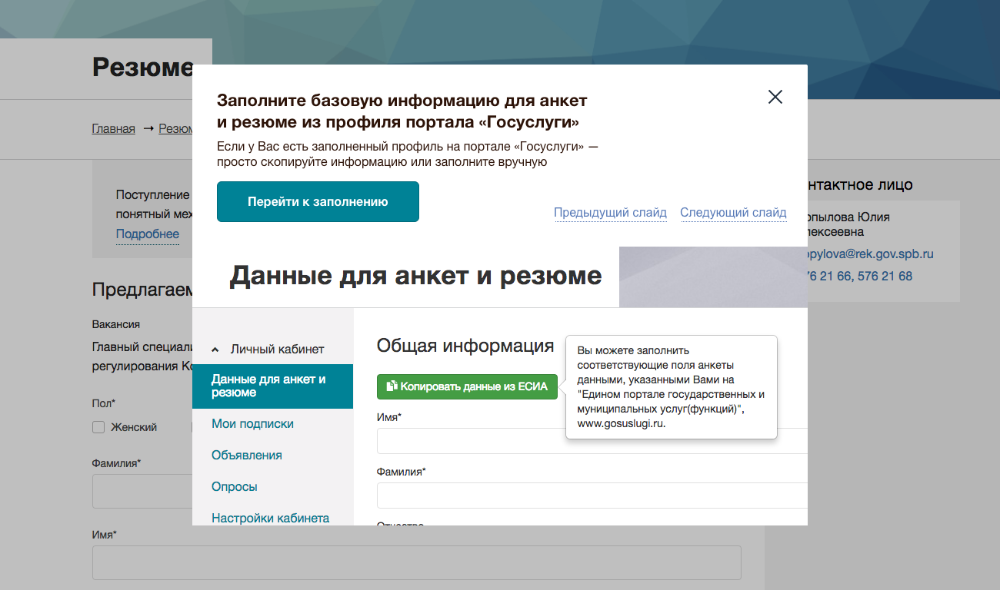 Резюме
Главная → Резюм
Поступление
понятный мех
Подробнее
Предлагаем
Вакансия
Главный специали
регулирования Ко
Пол*
Женский
Фамилия*
Имя*
Заполните базовую информацию для анкет
и резюме из профиля портала «Госуслуги»
Если у Вас есть заполненный профиль на портале «Госуслуги» —
просто скопируйте информацию или заполните вручную
Перейти к заполнению
Предыдущий слайд Следующий слайд
Данные для анкет и резюме
Личный кабинет
Данные для анкет и
резюме
Мои подписки
Объявления
Опросы
Настройки кабинета
Общая информация
Копировать данные из ЕСИА
Вы можете заполнить
соответствующие поля анкеты
данными, указанными Вами на
"Едином портале государственных и
муниципальных услуг(функций)",
www.gosuslugi.ru.
Имя*
Фамилия*
Отчество
нтактное лицо
опылова Юлия
лексеевна
opylova@rek.gov.spb.ru
76 21 66, 576 21 68